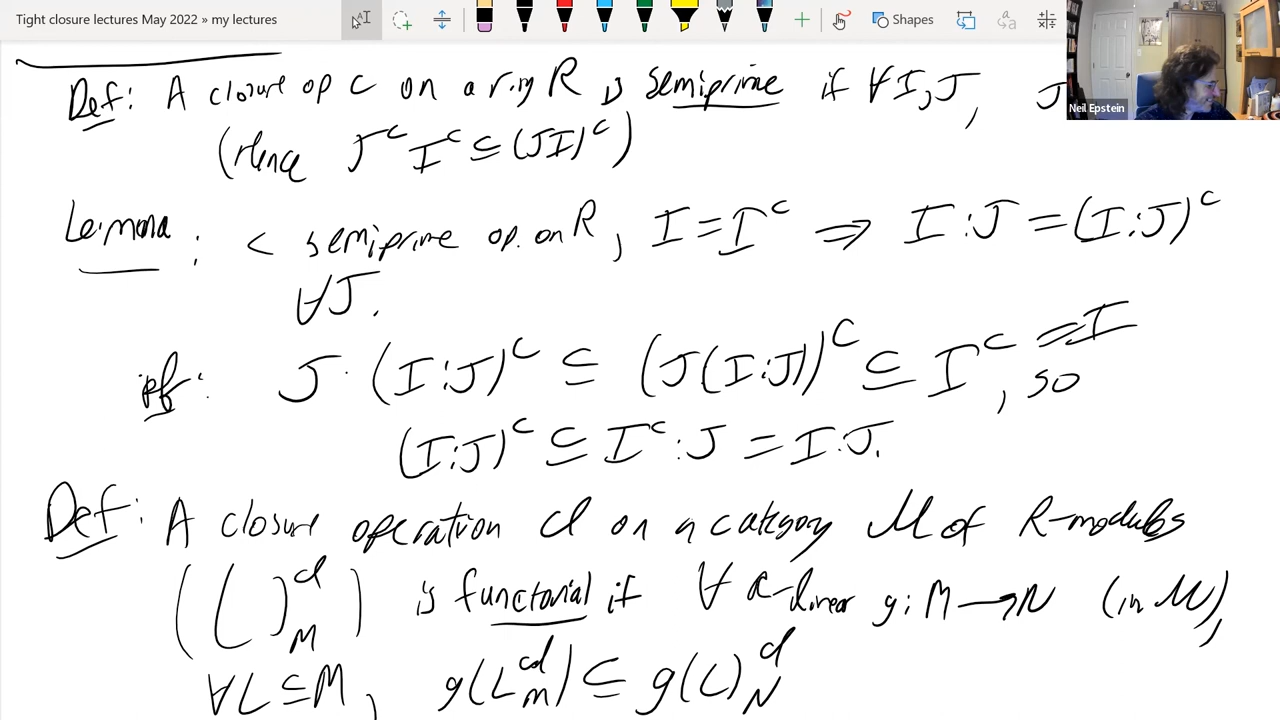 Tight closure lectures May 2022 » my lectures
Shapes
Neil Epstein
Def: A closure op c on a ring R is semiprime if ∀I,J, J
(Hence J^c I^c ⊆ (JI)^c)
Lemma: c semiprime op. on R, I = I^c ⇒ I:J = (I:J)^c
∀J.
pf: J·(I:J)^c ⊆ (J(I:J))^c ⊆ I^c = I, so
(I:J)^c ⊆ I^c:J = I:J.
Def: A closure operation cl on a category M of R-modules
(( )^cl_M) is functorial if ∀ R-linear g: M → N (in M),
∀L ⊆ M, g(L^cl_M) ⊆ g(L)^cl_N